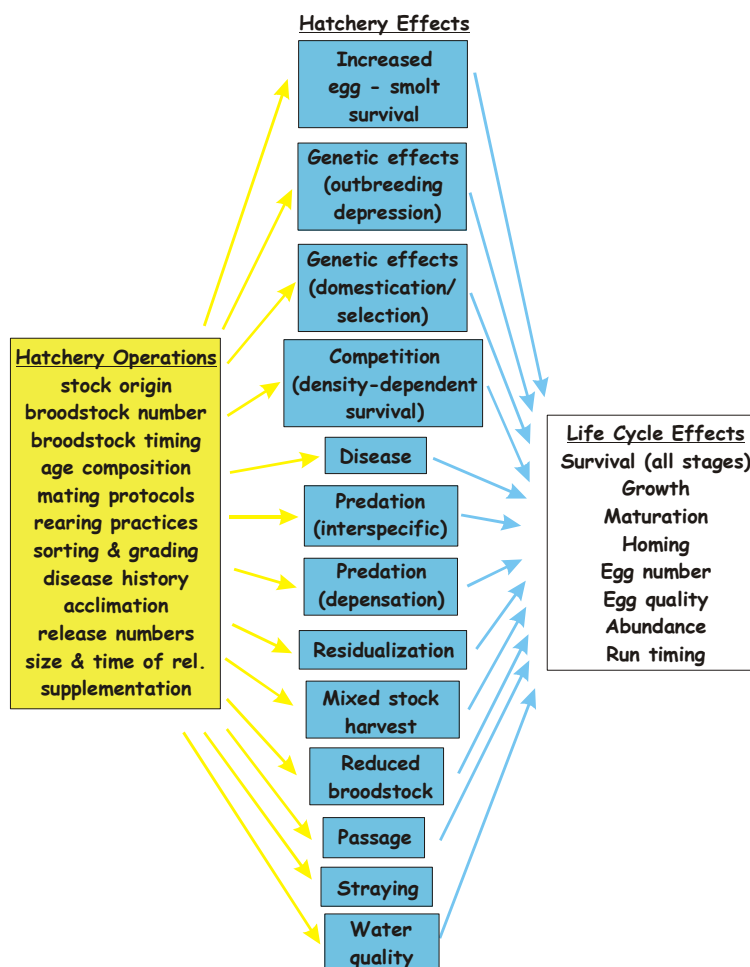 Hatchery Effects
Increased
egg - smolt
survival
Genetic effects
(outbreeding
depression)
Genetic effects
(domestication/
selection)
Competition
(density-dependent
survival)
Disease
Predation
(interspecific)
Predation
(depensation)
Residualization
Mixed stock
harvest
Reduced
broodstock
Passage
Straying
Water
quality
Hatchery Operations
stock origin
broodstock number
broodstock timing
age composition
mating protocols
rearing practices
sorting & grading
disease history
acclimation
release numbers
size & time of rel.
supplementation
Life Cycle Effects
Survival (all stages)
Growth
Maturation
Homing
Egg number
Egg quality
Abundance
Run timing